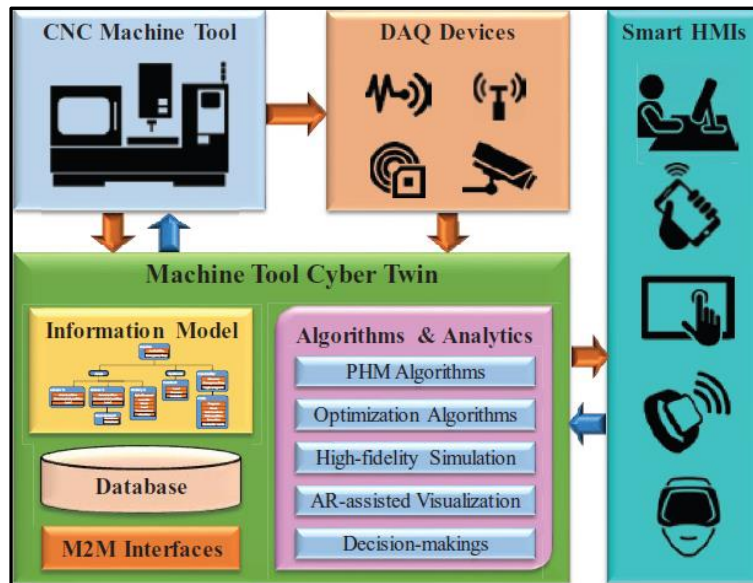 CNC Machine Tool
DAQ Devices
Smart HMIs
Machine Tool Cyber Twin
Information Model
Database
M2M Interfaces
Algorithms & Analytics
PHM Algorithms
Optimization Algorithms
High-fidelity Simulation
AR-assisted Visualization
Decision-makings